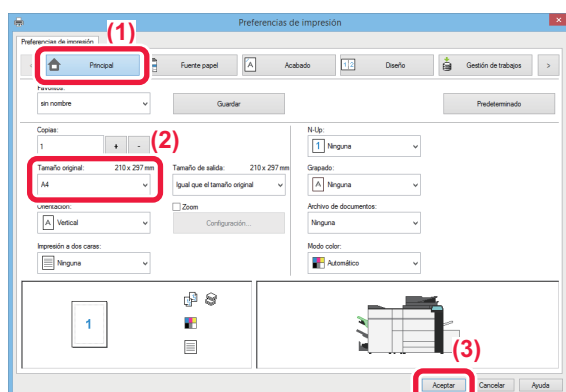 Preferencias de impresión
Preferencias de impresión
(1)
Principal
Fuente papel
Acabado
Diseño
Gestión de trabajos
Favoritos:
sin nombre
Guardar
Predeterminado
Copias:
1
+
-
(2)
N-Up:
1 Ninguna
Tamaño original: 210 x 297 mm
A4
Tamaño de salida: 210 x 297 mm
Igual que el tamaño original
Grapado:
A Ninguna
Orientación:
A Vertical
Zoom
Configuración...
Archivo de documentos:
Ninguna
Impresión a dos caras:
Ninguna
Modo color:
Automático
1
(3)
Aceptar
Cancelar
Ayuda